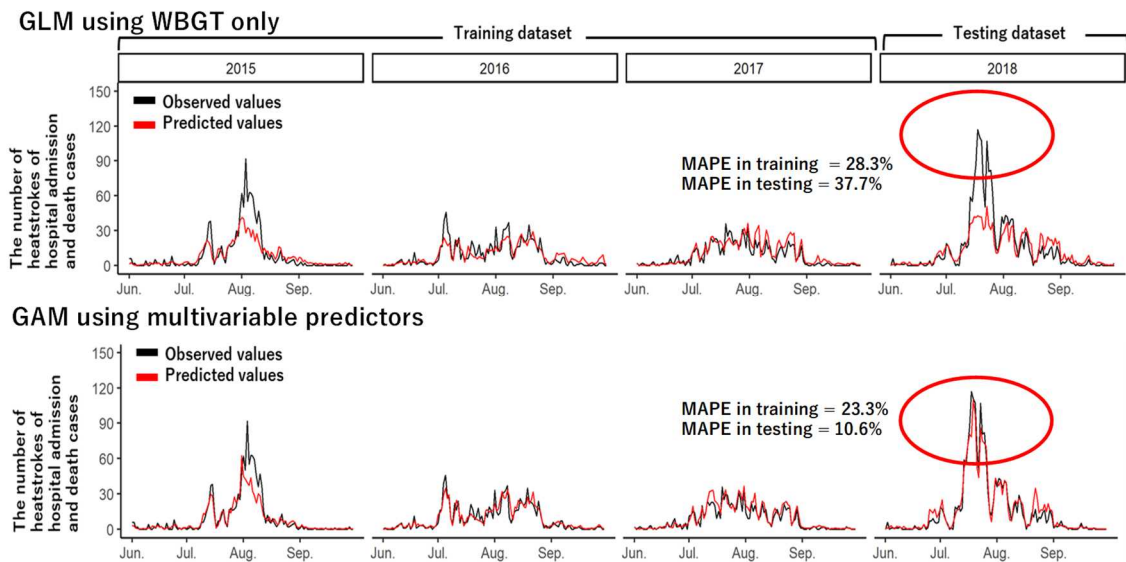 GLM using WBGT only
Training dataset
Testing dataset
2015
2016
2017
2018
The number of
heatstrokes of
hospital admission
and death cases
150
120
90
60
30
0
Observed values
Predicted values
MAPE in training = 28.3%
MAPE in testing = 37.7%
Jun. Jul. Aug. Sep.
Jun. Jul. Aug. Sep.
Jun. Jul. Aug. Sep.
Jun. Jul. Aug. Sep.
GAM using multivariable predictors
The number of
heatstrokes of
hospital admission
and death cases
150
120
90
60
30
0
Observed values
Predicted values
MAPE in training = 23.3%
MAPE in testing = 10.6%
Jun. Jul. Aug. Sep.
Jun. Jul. Aug. Sep.
Jun. Jul. Aug. Sep.
Jun. Jul. Aug. Sep.